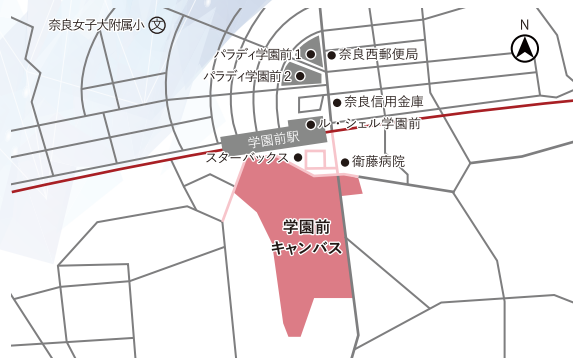 奈良女子大附属小 文
N
パラディ学園前1
奈良西郵便局
パラディ学園前2
奈良信用金庫
ル・シェル学園前
学園前駅
スターバックス
衛藤病院
学園前
キャンパス